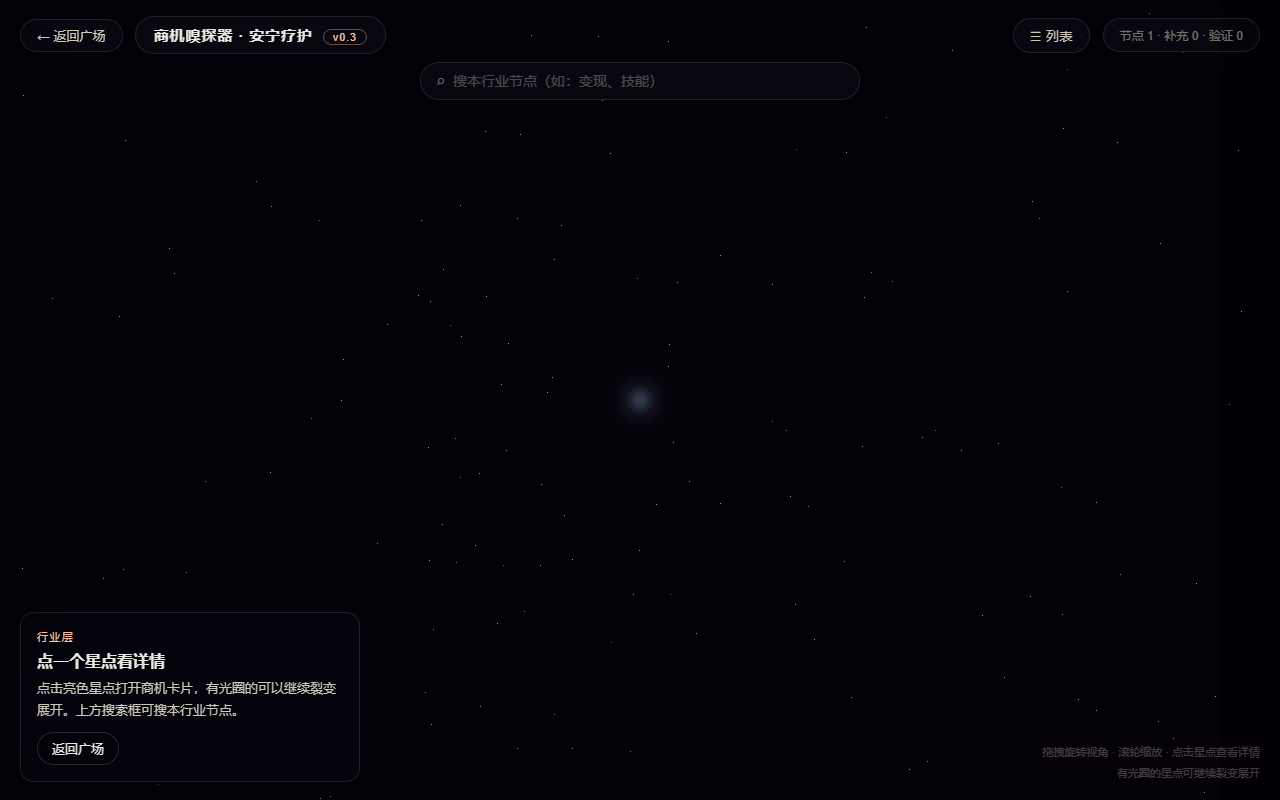 ← 返回广场
商机嗅探器 · 安宁疗护 v0.3
☰ 列表
节点 1 · 补充 0 · 验证 0
⌕ 搜本行业节点（如：变现、技能）
行业层
点一个星点看详情
点击亮色星点打开商机卡片，有光圈的可以继续裂变
展开。上方搜索框可搜本行业节点。
返回广场
拖拽旋转视角 · 滚轮缩放 · 点击星点查看详情
有光圈的星点可继续裂变展开